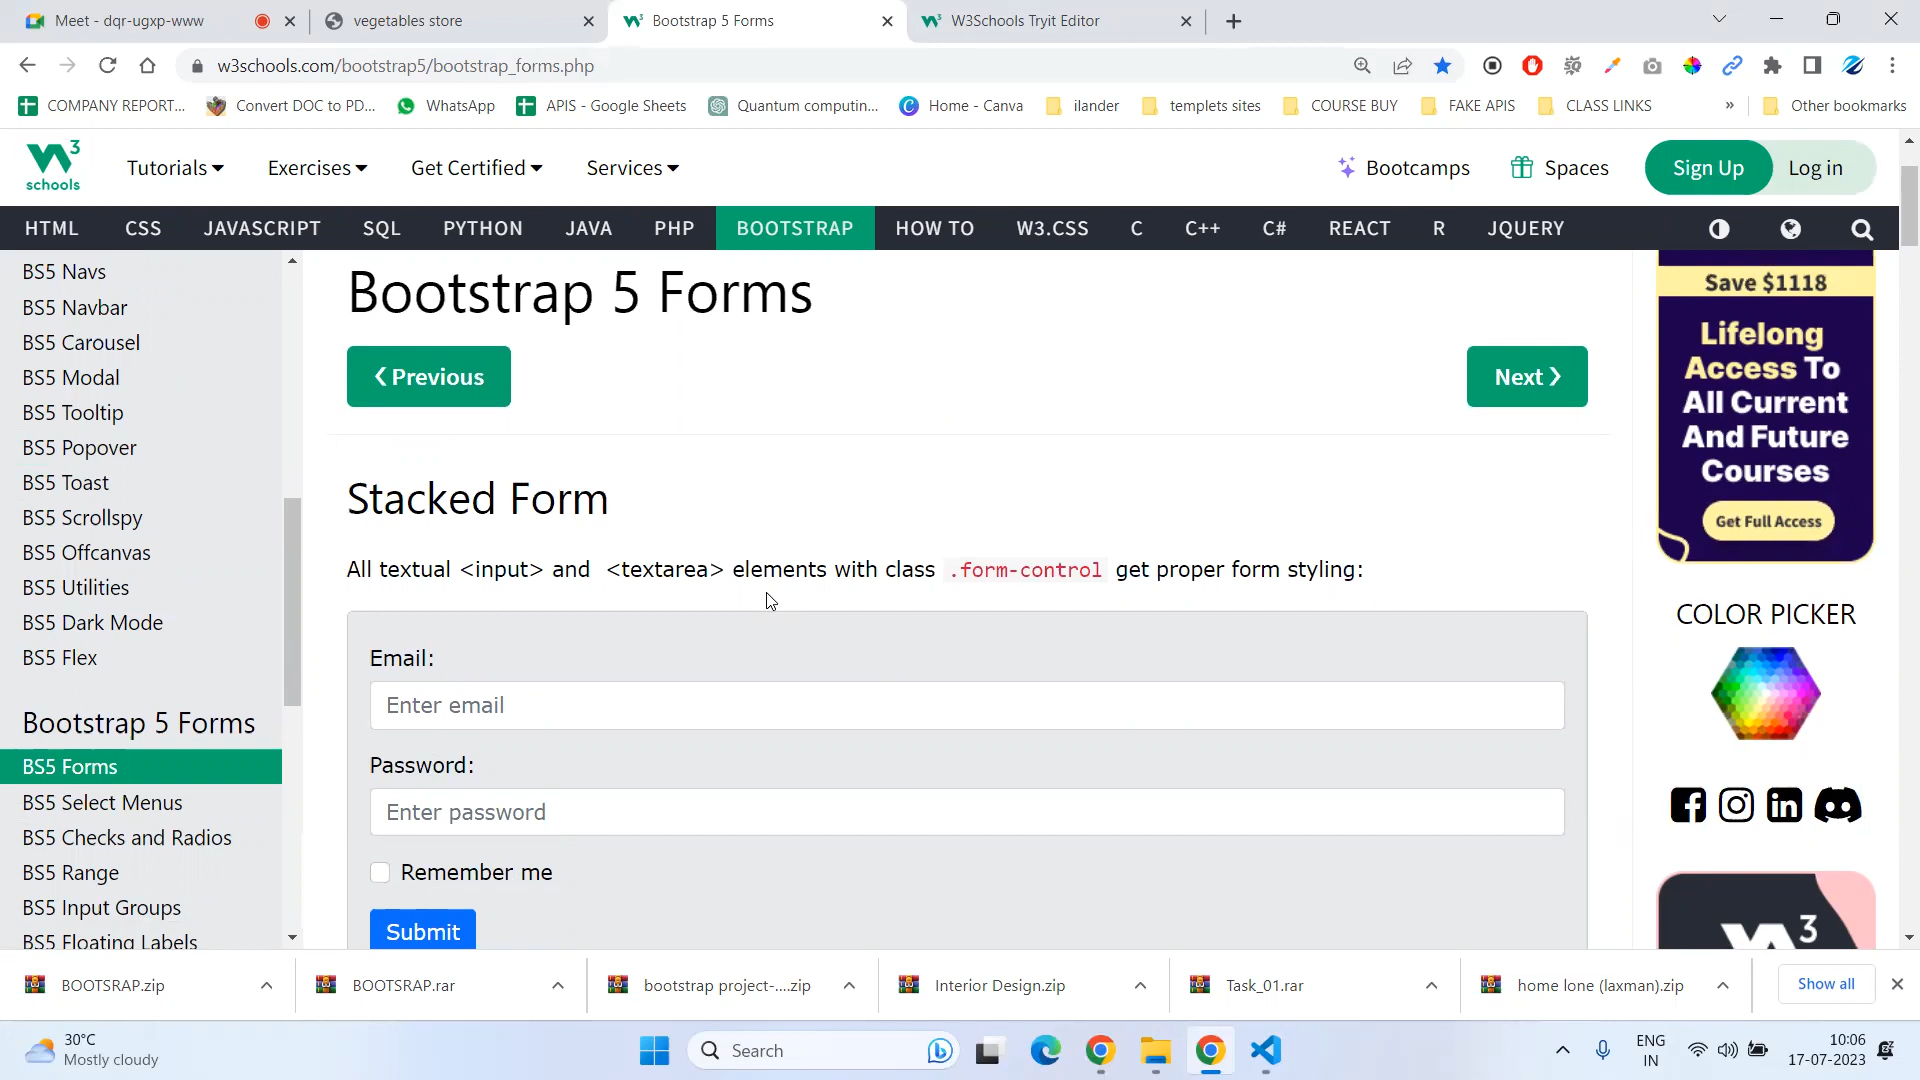 Meet - dqr-ugxp-www
vegetables store
Bootstrap 5 Forms
W3Schools Tryit Editor
w3schools.com/bootstrap5/bootstrap_forms.php
COMPANY REPORT...
Convert DOC to PD...
WhatsApp
APIS - Google Sheets
Quantum computin...
Home - Canva
ilander
templets sites
COURSE BUY
FAKE APIS
CLASS LINKS
»
Other bookmarks
W3 schools
Tutorials
Exercises
Get Certified
Services
Bootcamps
Spaces
Sign Up
Log in
HTML
CSS
JAVASCRIPT
SQL
PYTHON
JAVA
PHP
BOOTSTRAP
HOW TO
W3.CSS
C
C++
C#
REACT
R
JQUERY
BS5 Navs
BS5 Navbar
BS5 Carousel
BS5 Modal
BS5 Tooltip
BS5 Popover
BS5 Toast
BS5 Scrollspy
BS5 Offcanvas
BS5 Utilities
BS5 Dark Mode
BS5 Flex
Bootstrap 5 Forms
BS5 Forms
BS5 Select Menus
BS5 Checks and Radios
BS5 Range
BS5 Input Groups
BS5 Floating Labels
Bootstrap 5 Forms
❮ Previous
Next ❯
Stacked Form
All textual <input> and <textarea> elements with class .form-control get proper form styling:
Email:
Enter email
Password:
Enter password
Remember me
Submit
Save $1118
Lifelong
Access To
All Current
And Future
Courses
Get Full Access
COLOR PICKER
W3
BOOTSRAP.zip
BOOTSRAP.rar
bootstrap project-....zip
Interior Design.zip
Task_01.rar
home lone (laxman).zip
Show all
30°C
Mostly cloudy
Search
ENG
IN
10:06
17-07-2023